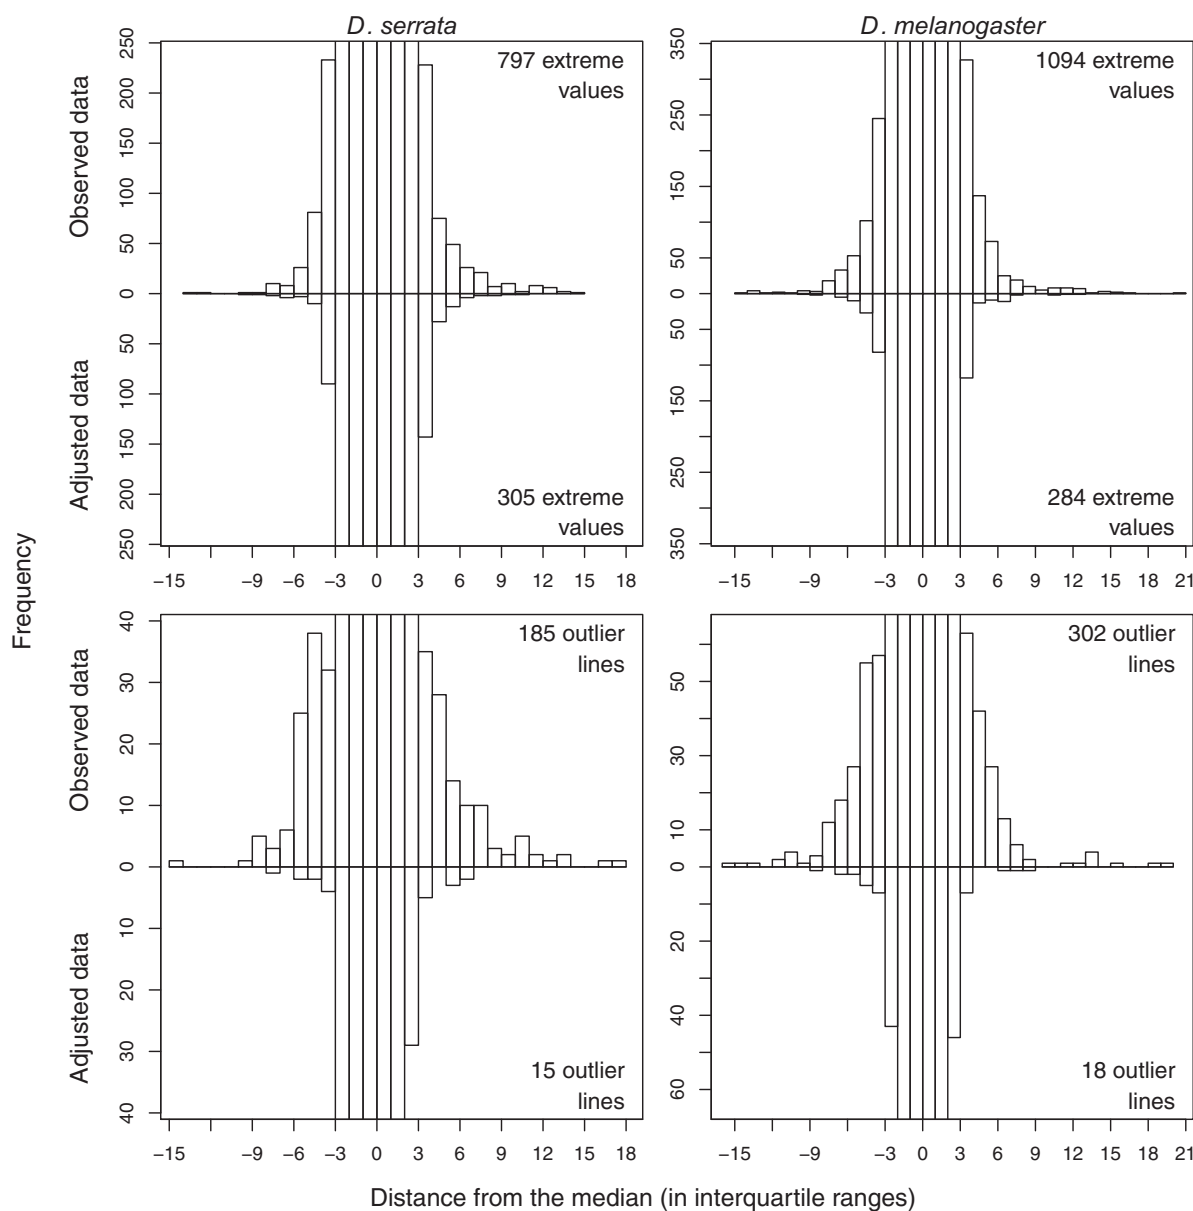 D. serrata
D. melanogaster
Frequency
Observed data
Adjusted data
250
200
150
100
50
0
50
100
150
200
250
797 extreme
values
305 extreme
values
−15 −9 −6 −3 0 3 6 9 12 15 18
350
250
150
50
0
50
150
250
350
1094 extreme
values
284 extreme
values
−15 −9 −3 0 3 6 9 12 15 18 21
Observed data
Adjusted data
40
30
20
10
0
10
20
30
40
185 outlier
lines
15 outlier
lines
−15 −9 −6 −3 0 3 6 9 12 15 18
50
30
10
0
20
40
60
302 outlier
lines
18 outlier
lines
−15 −9 −3 0 3 6 9 12 15 18 21
Distance from the median (in interquartile ranges)